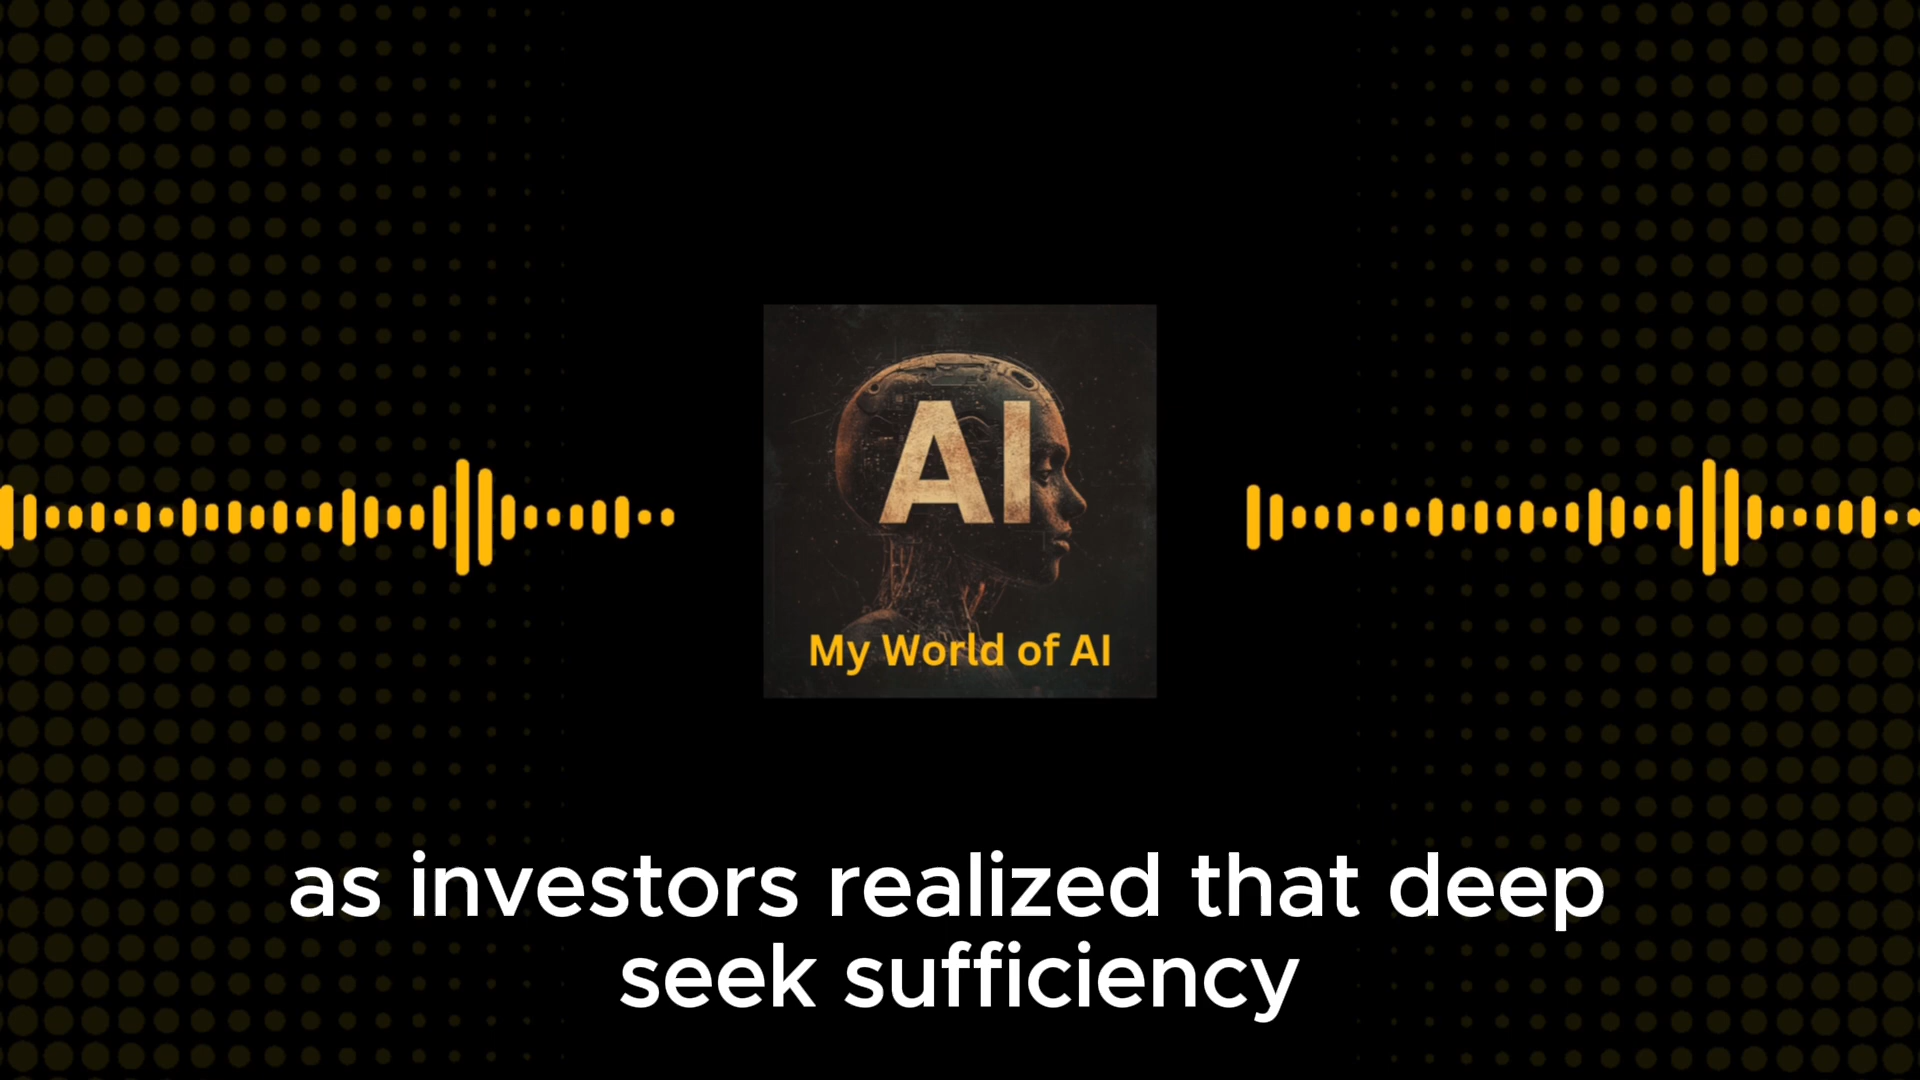 AI
My World of AI
as investors realized that deep
seek sufficiency